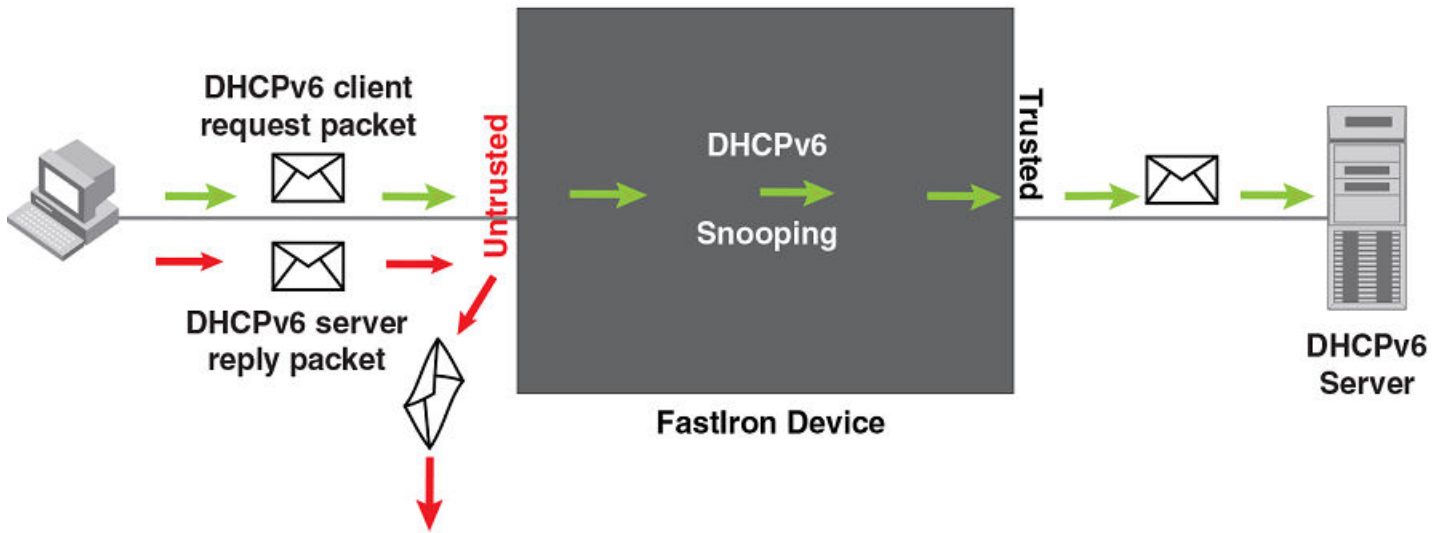 DHCPv6 client
request packet
Untrusted
DHCPv6
Snooping
Trusted
DHCPv6 server
reply packet
DHCPv6
Server
FastIron Device